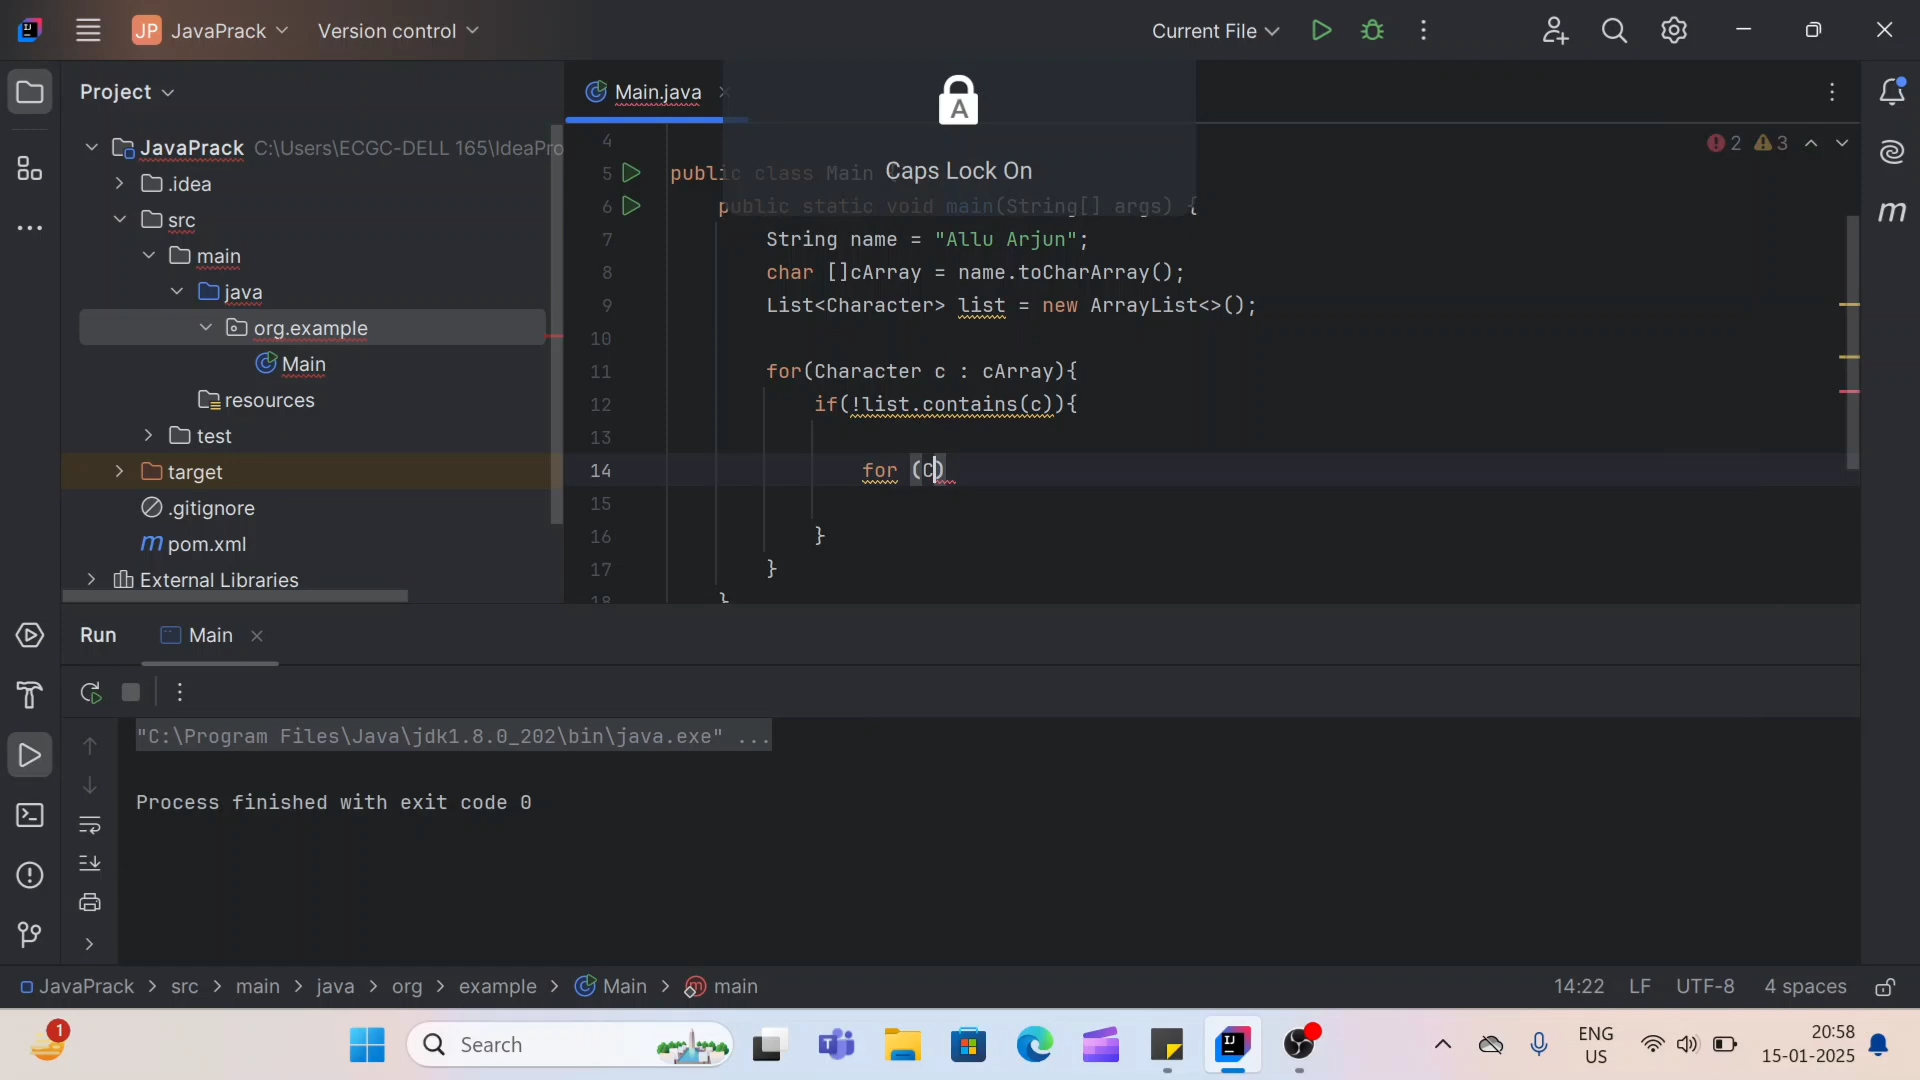 JP JavaPrack Version control Current File
Project
Main.java
Caps Lock On
A
JavaPrack C:\Users\ECGC-DELL 165\IdeaPro
.idea
src
main
java
org.example
Main
resources
test
target
.gitignore
m pom.xml
External Libraries
2 3
4
5 public class Main
6 public static void main(String[] args) {
7 String name = "Allu Arjun";
8 char []cArray = name.toCharArray();
9 List<Character> list = new ArrayList<>();
10
11 for(Character c : cArray){
12 if(!list.contains(c)){
13
14 for (C)
15
16 }
17 }
18 }
m
Run Main
"C:\Program Files\Java\jdk1.8.0_202\bin\java.exe" ...
Process finished with exit code 0
JavaPrack > src > main > java > org > example > Main > main 14:22 LF UTF-8 4 spaces
1 Search ENG 20:58
US 15-01-2025